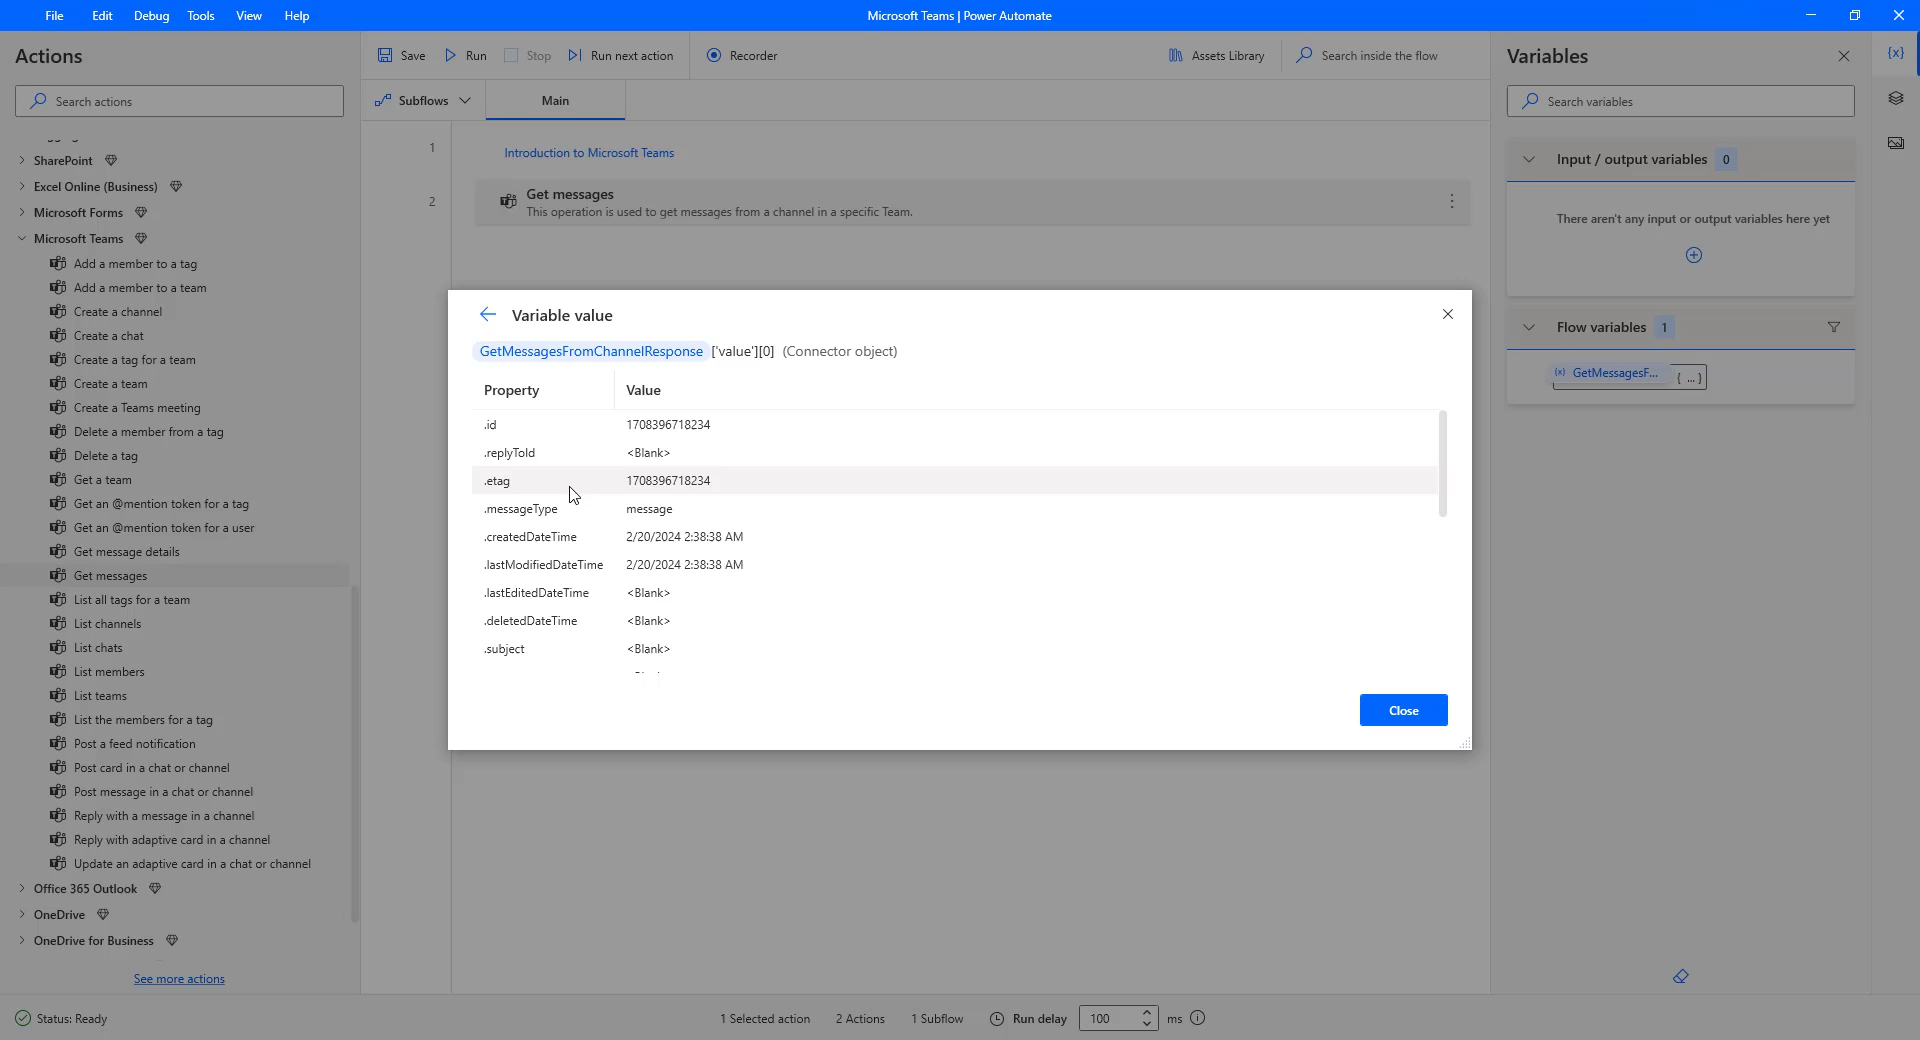 File Edit Debug Tools View Help
Microsoft Teams | Power Automate
Actions
Search actions
SharePoint
Excel Online (Business)
Microsoft Forms
Microsoft Teams
Add a member to a tag
Add a member to a team
Create a channel
Create a chat
Create a tag for a team
Create a team
Create a Teams meeting
Delete a member from a tag
Delete a tag
Get a team
Get an @mention token for a tag
Get an @mention token for a user
Get message details
Get messages
List all tags for a team
List channels
List chats
List members
List teams
List the members for a tag
Post a feed notification
Post card in a chat or channel
Post message in a chat or channel
Reply with a message in a channel
Reply with adaptive card in a channel
Update an adaptive card in a chat or channel
Office 365 Outlook
OneDrive
OneDrive for Business
See more actions
Save Run Stop Run next action Recorder
Assets Library Search inside the flow
Subflows Main
1 Introduction to Microsoft Teams
2 Get messages
This operation is used to get messages from a channel in a specific Team.
Variable value
GetMessagesFromChannelResponse ['value'][0] (Connector object)
Property Value
.id 1708396718234
.replyToId <Blank>
.etag 1708396718234
.messageType message
.createdDateTime 2/20/2024 2:38:38 AM
.lastModifiedDateTime 2/20/2024 2:38:38 AM
.lastEditedDateTime <Blank>
.deletedDateTime <Blank>
.subject <Blank>
Close
Variables
{x}
Search variables
Input / output variables 0
There aren't any input or output variables here yet
Flow variables 1
(x) GetMessagesF... { ... }
Status: Ready
1 Selected action 2 Actions 1 Subflow Run delay 100 ms